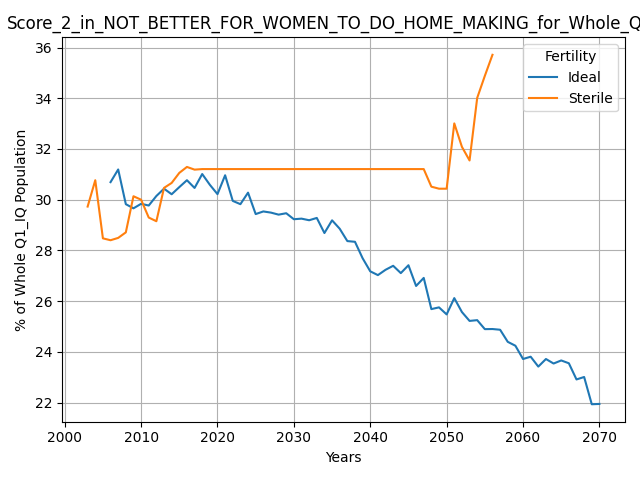 Score_2_in_NOT_BETTER_FOR_WOMEN_TO_DO_HOME_MAKING_for_Whole_Q
36
34
32
30
28
26
24
22
% of Whole Q1_IQ Population
Fertility
Ideal
Sterile
2000 2010 2020 2030 2040 2050 2060 2070
Years